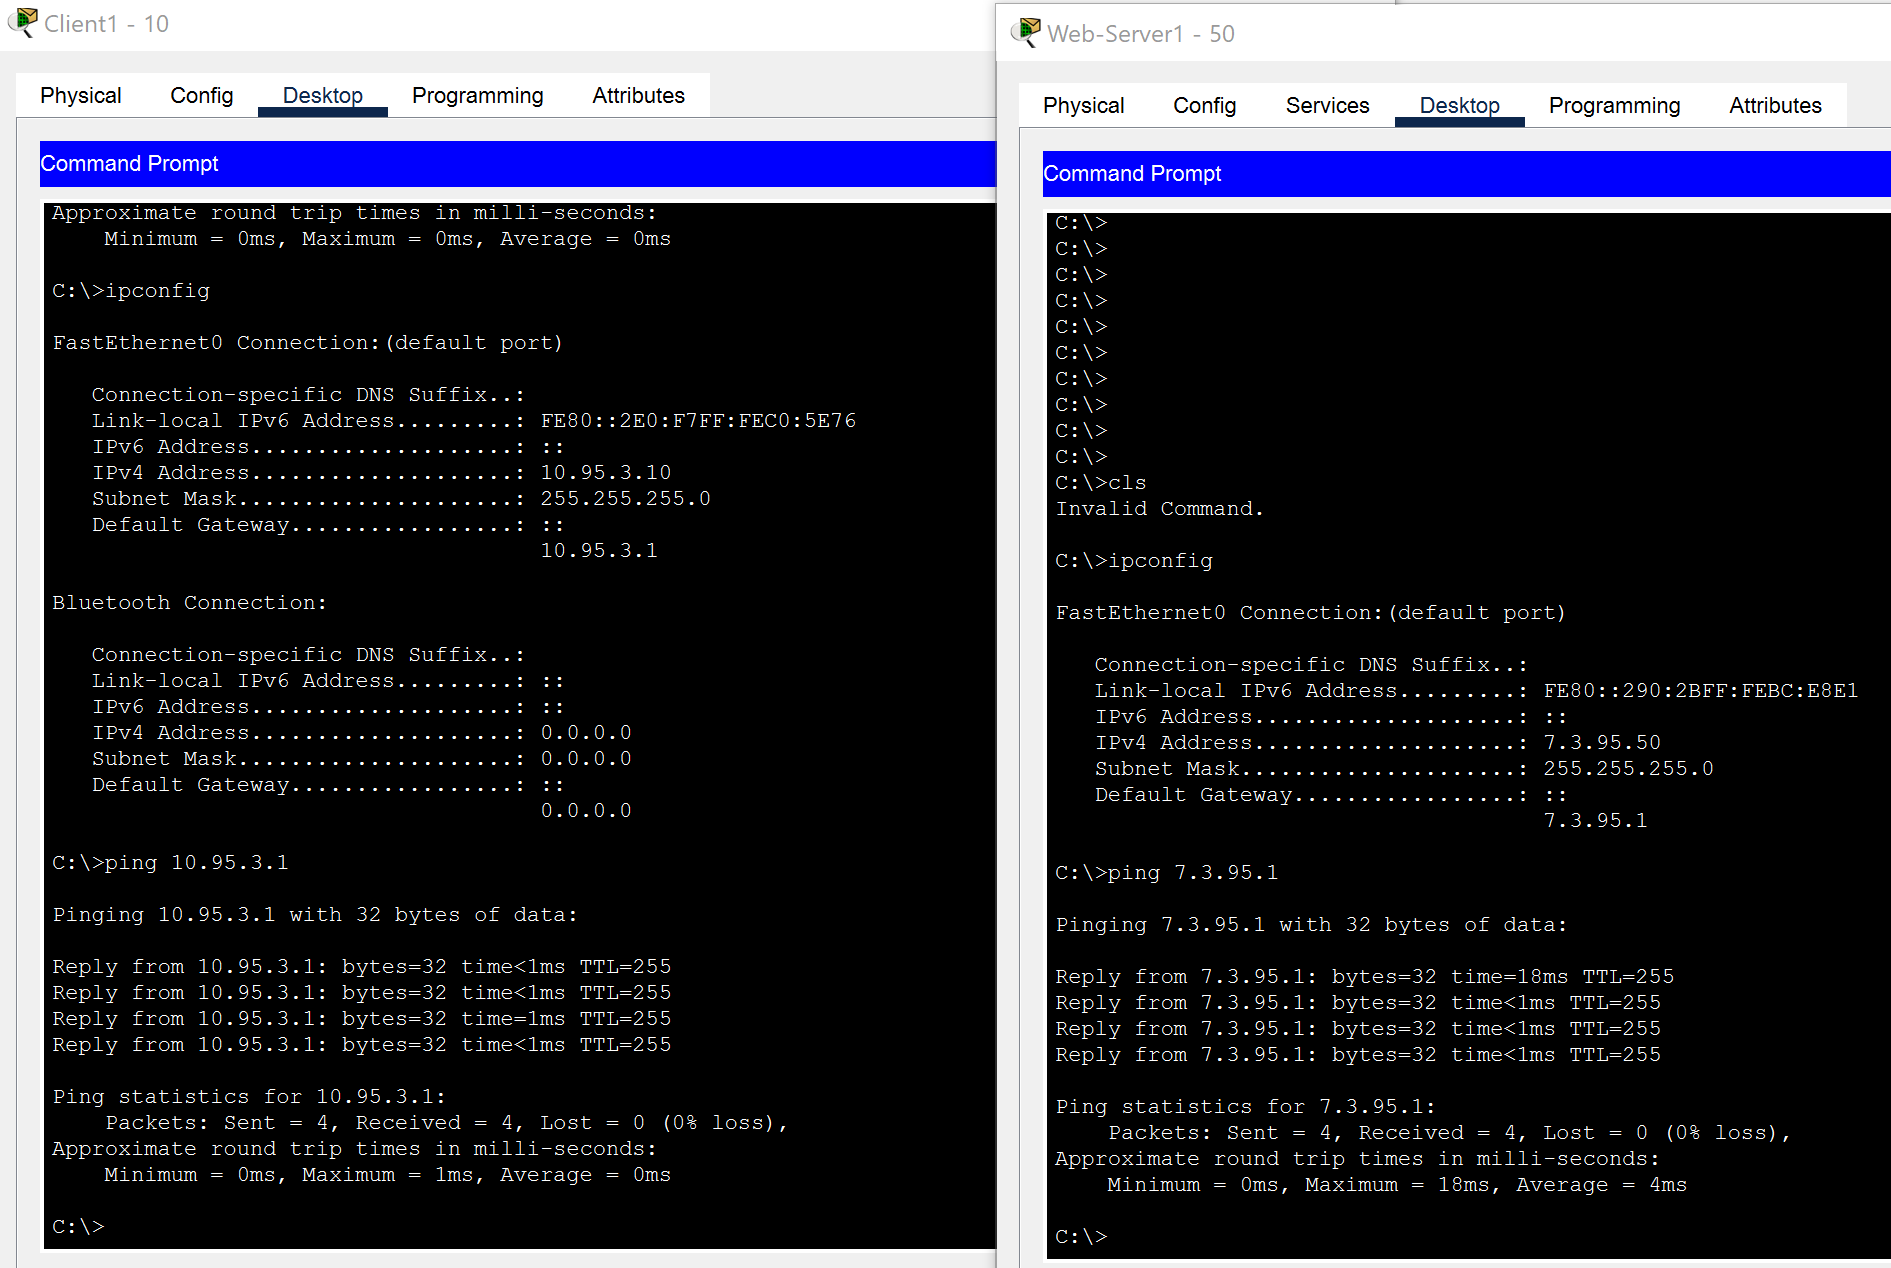 Client1 - 10
Physical Config Desktop Programming Attributes
Command Prompt
Approximate round trip times in milli-seconds:
    Minimum = 0ms, Maximum = 0ms, Average = 0ms
C:\>ipconfig
FastEthernet0 Connection:(default port)
   Connection-specific DNS Suffix..:
   Link-local IPv6 Address.........: FE80::2E0:F7FF:FEC0:5E76
   IPv6 Address....................: ::
   IPv4 Address....................: 10.95.3.10
   Subnet Mask.....................: 255.255.255.0
   Default Gateway.................: ::
                                     10.95.3.1
Bluetooth Connection:
   Connection-specific DNS Suffix..:
   Link-local IPv6 Address.........: ::
   IPv6 Address....................: ::
   IPv4 Address....................: 0.0.0.0
   Subnet Mask.....................: 0.0.0.0
   Default Gateway.................: ::
                                     0.0.0.0
C:\>ping 10.95.3.1
Pinging 10.95.3.1 with 32 bytes of data:
Reply from 10.95.3.1: bytes=32 time<1ms TTL=255
Reply from 10.95.3.1: bytes=32 time<1ms TTL=255
Reply from 10.95.3.1: bytes=32 time=1ms TTL=255
Reply from 10.95.3.1: bytes=32 time<1ms TTL=255
Ping statistics for 10.95.3.1:
    Packets: Sent = 4, Received = 4, Lost = 0 (0% loss),
Approximate round trip times in milli-seconds:
    Minimum = 0ms, Maximum = 1ms, Average = 0ms
C:\>
Web-Server1 - 50
Physical Config Services Desktop Programming Attributes
Command Prompt
C:\>
C:\>
C:\>
C:\>
C:\>
C:\>
C:\>
C:\>
C:\>
C:\>
C:\>cls
Invalid Command.
C:\>ipconfig
FastEthernet0 Connection:(default port)
   Connection-specific DNS Suffix..:
   Link-local IPv6 Address.........: FE80::290:2BFF:FEBC:E8E1
   IPv6 Address....................: ::
   IPv4 Address....................: 7.3.95.50
   Subnet Mask.....................: 255.255.255.0
   Default Gateway.................: ::
                                     7.3.95.1
C:\>ping 7.3.95.1
Pinging 7.3.95.1 with 32 bytes of data:
Reply from 7.3.95.1: bytes=32 time=18ms TTL=255
Reply from 7.3.95.1: bytes=32 time<1ms TTL=255
Reply from 7.3.95.1: bytes=32 time<1ms TTL=255
Reply from 7.3.95.1: bytes=32 time<1ms TTL=255
Ping statistics for 7.3.95.1:
    Packets: Sent = 4, Received = 4, Lost = 0 (0% loss),
Approximate round trip times in milli-seconds:
    Minimum = 0ms, Maximum = 18ms, Average = 4ms
C:\>